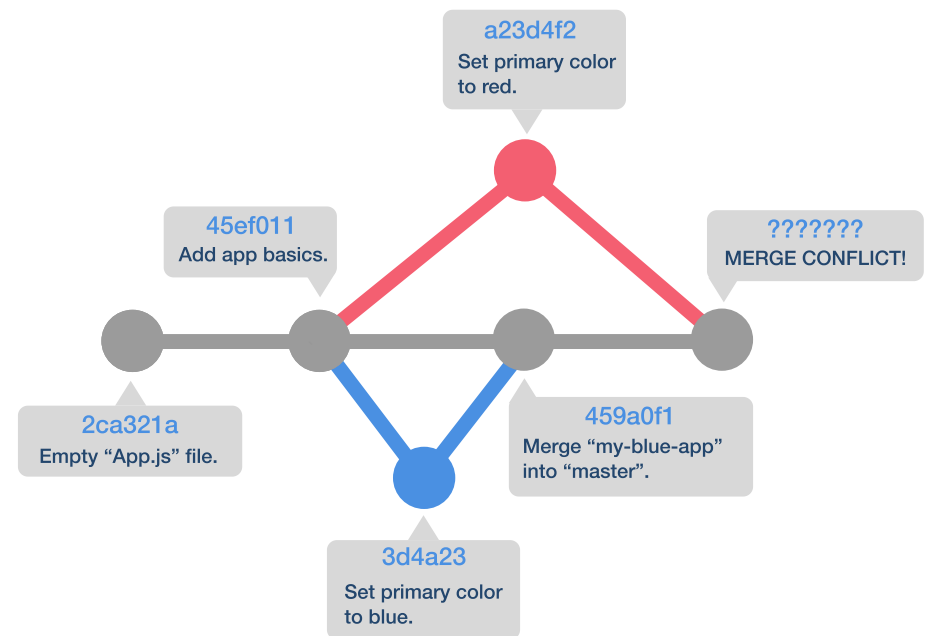 a23d4f2
Set primary color
to red.
45ef011
Add app basics.
???????
MERGE CONFLICT!
2ca321a
Empty “App.js” file.
459a0f1
Merge “my-blue-app”
into “master”.
3d4a23
Set primary color
to blue.